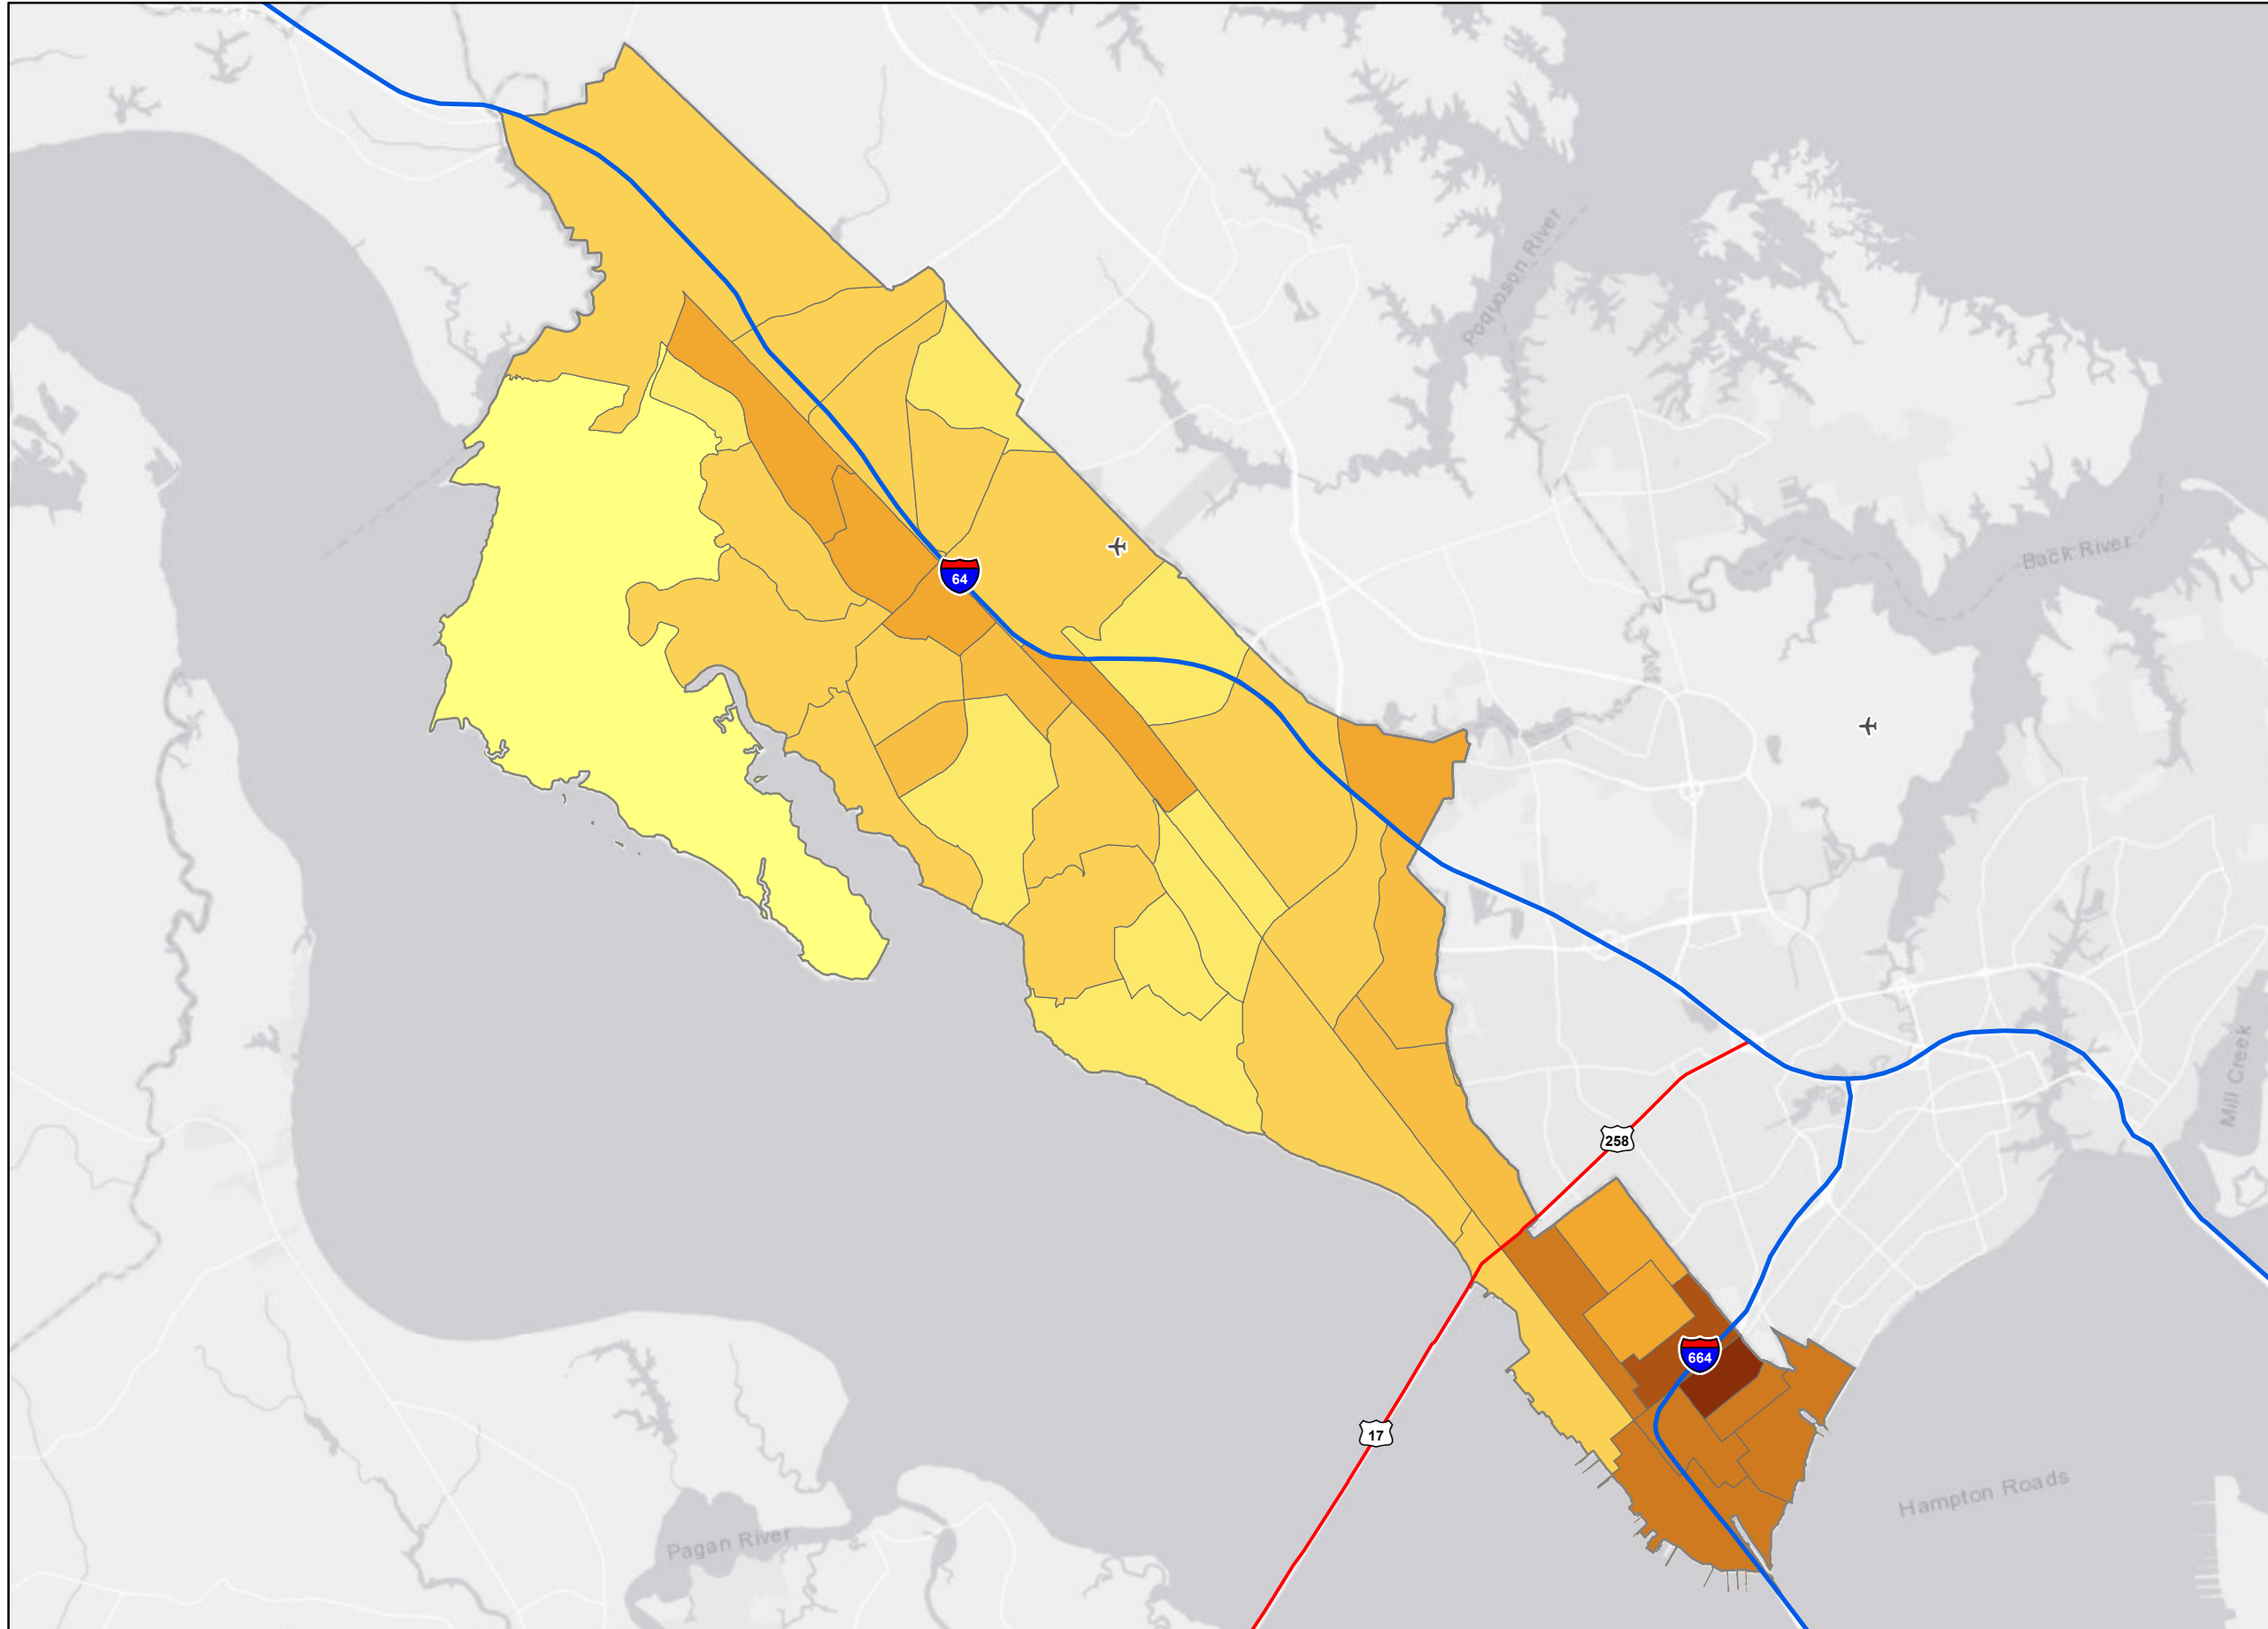 Poquoson River
Back River
64
Mill Creek
258
664
17
Hampton Roads
Pagan River